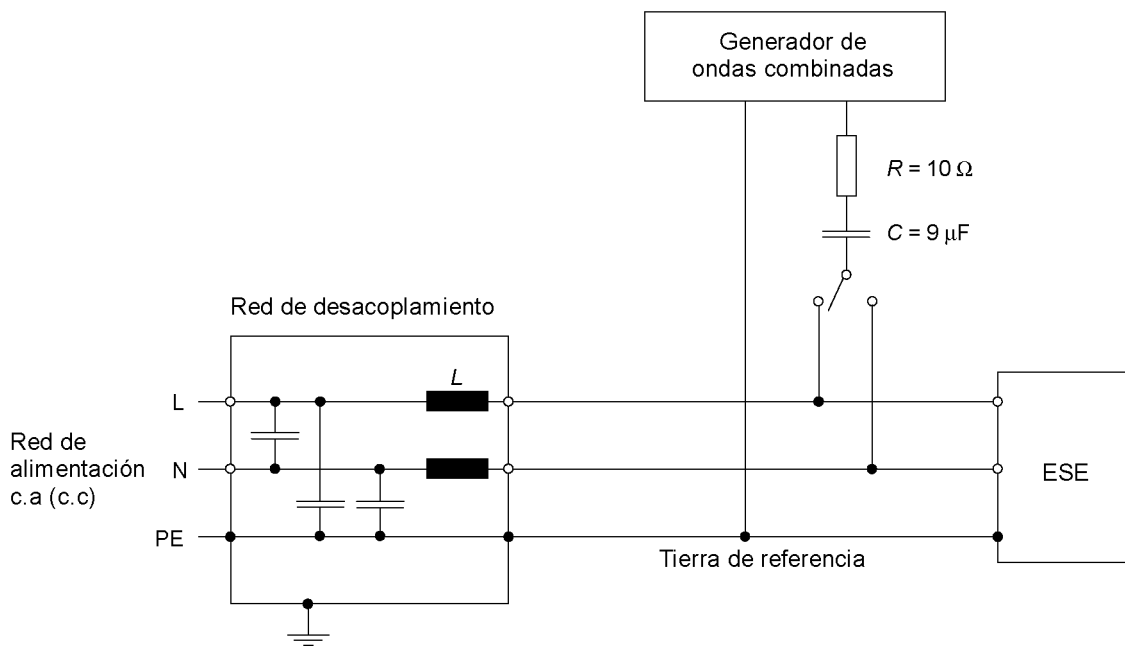 Generador de
ondas combinadas
R = 10 Ω
C = 9 μF
Red de desacoplamiento
L
L
Red de
alimentación
c.a (c.c)
N
ESE
PE
Tierra de referencia